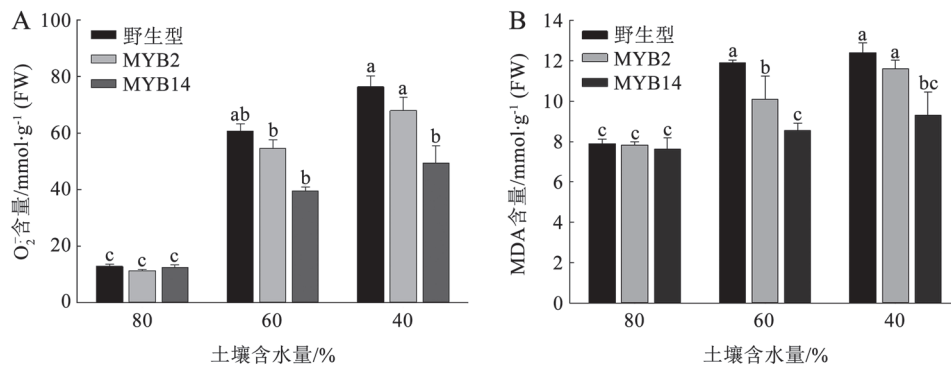 A
O₂⁻含量/mmol·g⁻¹ (FW)
100
80
60
40
20
0
野生型
MYB2
MYB14
c c c
ab b b
a a b
80 60 40
土壤含水量/%
B
MDA含量/mmol·g⁻¹ (FW)
14
12
10
8
6
4
2
0
野生型
MYB2
MYB14
c c c
a b c
a a bc
80 60 40
土壤含水量/%